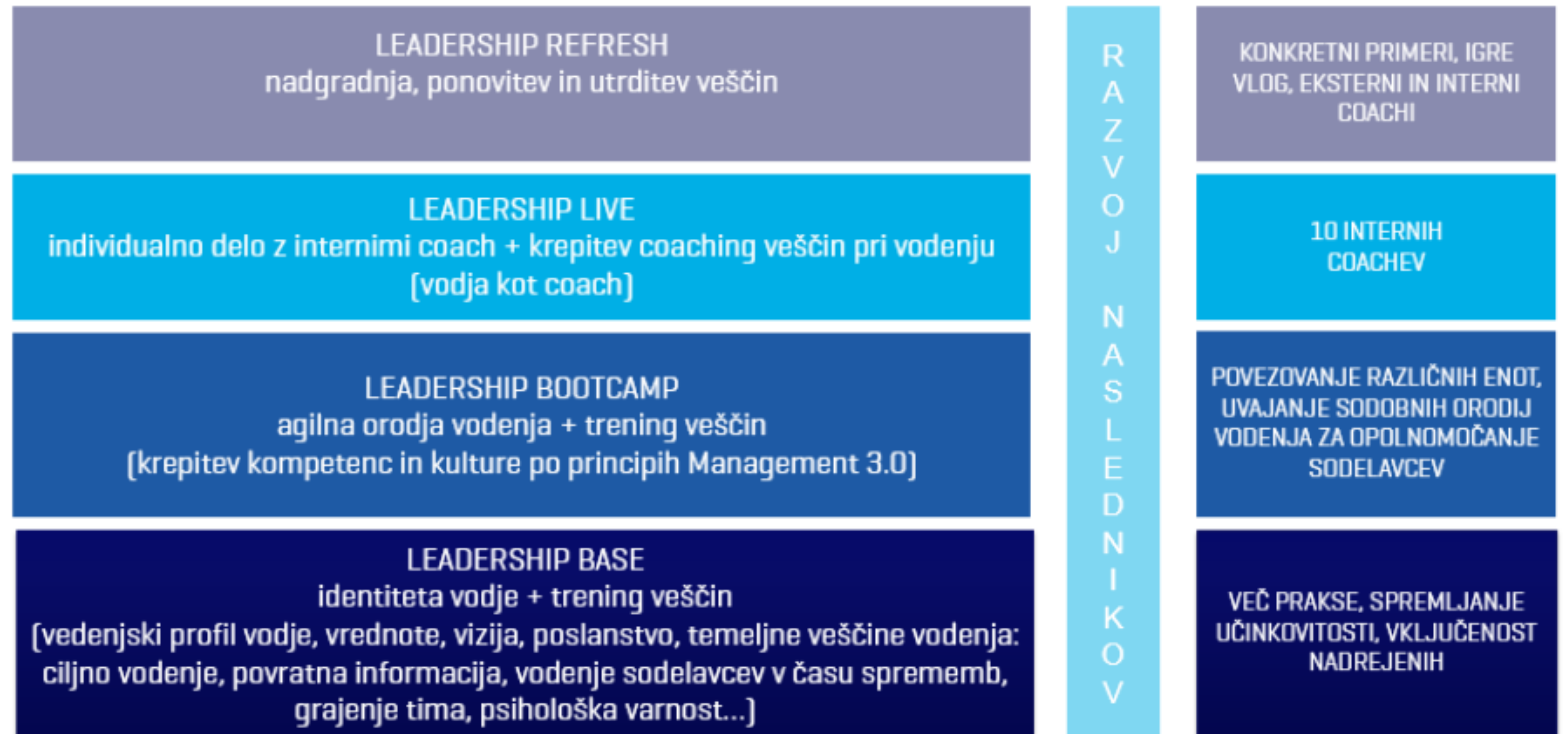 LEADERSHIP REFRESH
nadgradnja, ponovitev in utrditev veščin
LEADERSHIP LIVE
individualno delo z internimi coach + krepitev coaching veščin pri vodenju
(vodja kot coach)
LEADERSHIP BOOTCAMP
agilna orodja vodenja + trening veščin
(krepitev kompetenc in kulture po principih Management 3.0)
LEADERSHIP BASE
identiteta vodje + trening veščin
(vedenjski profil vodje, vrednote, vizija, poslanstvo, temeljne veščine vodenja:
ciljno vodenje, povratna informacija, vodenje sodelavcev v času sprememb,
grajenje tima, psihološka varnost...)
RAZVOJ NASLEDNIKOV
KONKRETNI PRIMERI, IGRE
VLOG, EKSTERNI IN INTERNI
COACHI
10 INTERNIH
COACHEV
POVEZOVANJE RAZLIČNIH ENOT,
UVAJANJE SODOBNIH ORODIJ
VODENJA ZA OPOLNOMOČANJE
SODELAVCEV
VEČ PRAKSE, SPREMLJANJE
UČINKOVITOSTI, VKLJUČENOST
NADREJENIH